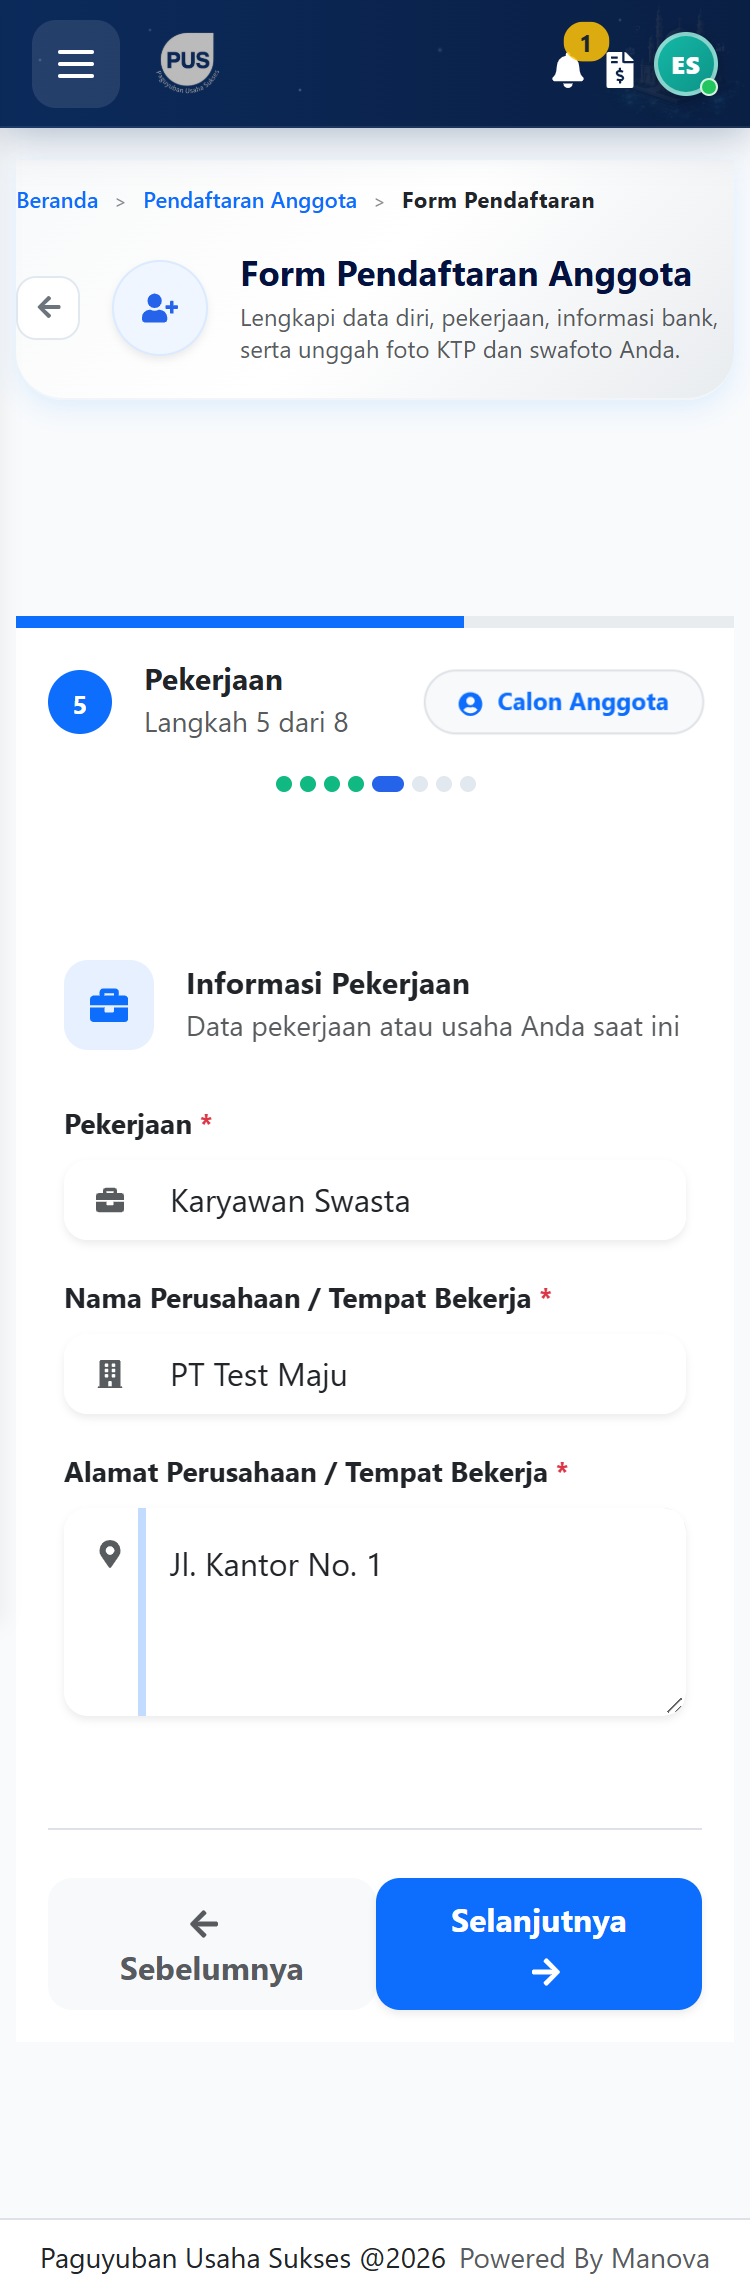 PUS
Paguyuban Usaha Sukses
1
$
ES
Beranda > Pendaftaran Anggota > Form Pendaftaran
Form Pendaftaran Anggota
Lengkapi data diri, pekerjaan, informasi bank,
serta unggah foto KTP dan swafoto Anda.
5
Pekerjaan
Langkah 5 dari 8
Calon Anggota
Informasi Pekerjaan
Data pekerjaan atau usaha Anda saat ini
Pekerjaan *
Karyawan Swasta
Nama Perusahaan / Tempat Bekerja *
PT Test Maju
Alamat Perusahaan / Tempat Bekerja *
Jl. Kantor No. 1
Sebelumnya
Selanjutnya
Paguyuban Usaha Sukses @2026 Powered By Manova